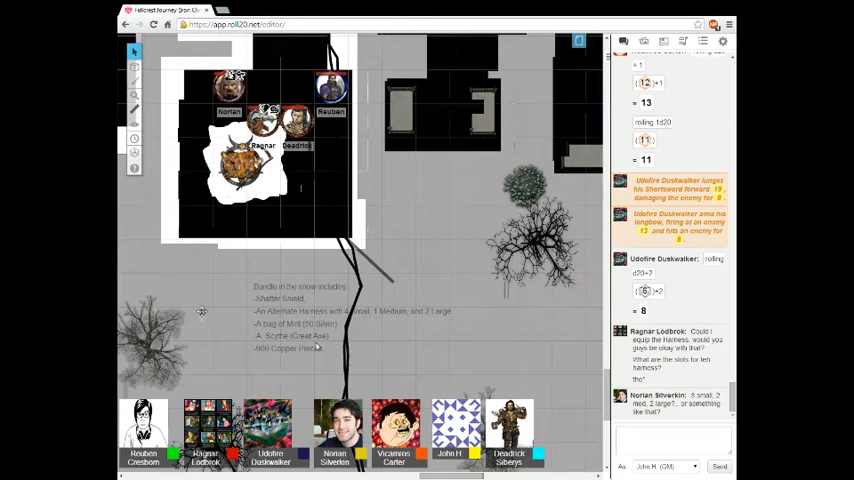 Fallcrest Journey (Iron Cl
https://app.roll20.net/editor/
Norian
Reuben
Ragnar
Deadrick
Bundle in the snow includes
-Shatter Shield,
-An Alternate Harness with 4 Small, 1 Medium, and 2 Large
-A bag of Mint (50 Silver)
-A Scythe (Great Axe)
-900 Copper Pieces
Reuben Cresborn
Ragnar Lodbrok
Udofire Duskwalker
Norian Silverkin
Vicamros Carter
John H
Deadrick Siberys
+ 1
(12)+1
= 13
rolling 1d20
(11)
= 11
Udofire Duskwalker lunges
his Shortsword forward 19,
damaging the enemy for
8.
Udofire Duskwalker aims his
longbow, firing at an enemy
13 and hits an enemy for
8.
Udofire Duskwalker: rolling
d20+2
(6)+2
= 8
Ragnar Lodbrok: Could i
equip the Harness, would you
guys be okay with that?
What are the slots for teh
harness?
the*
Norian Silverkin: 3 small, 2
med, 2 large?.. or something
like that?
As:
John H (GM)
Send